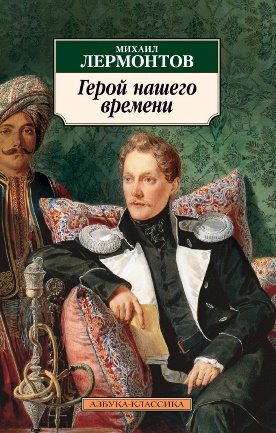 МИХАИЛ
ЛЕРМОНТОВ
Герой нашего
времени
АЗБУКА-КЛАССИКА